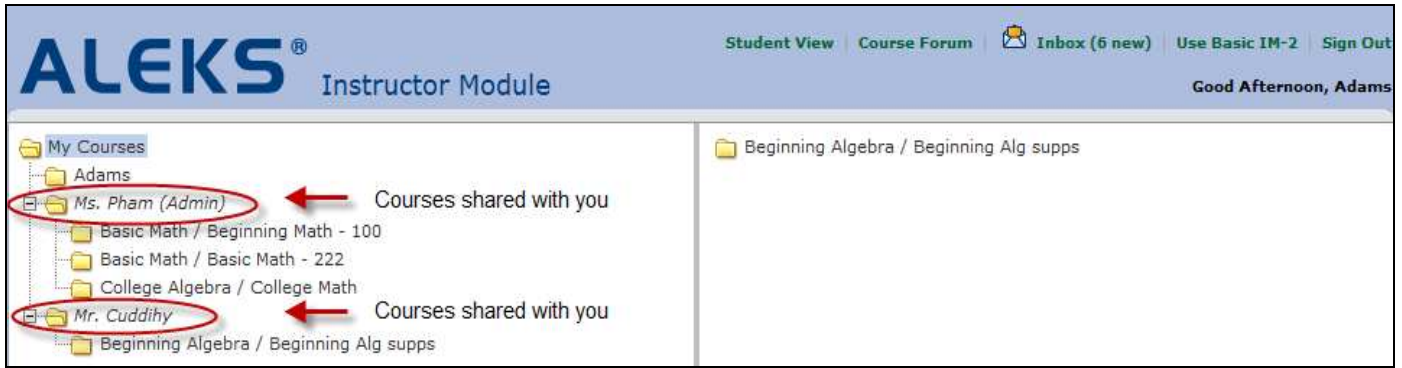 ALEKS®
Instructor Module
Student View Course Forum Inbox (6 new) Use Basic IM-2 Sign Out
Good Afternoon, Adams
My Courses
Adams
Ms. Pham (Admin) Courses shared with you
Basic Math / Beginning Math - 100
Basic Math / Basic Math - 222
College Algebra / College Math
Mr. Cuddihy Courses shared with you
Beginning Algebra / Beginning Alg supps
Beginning Algebra / Beginning Alg supps